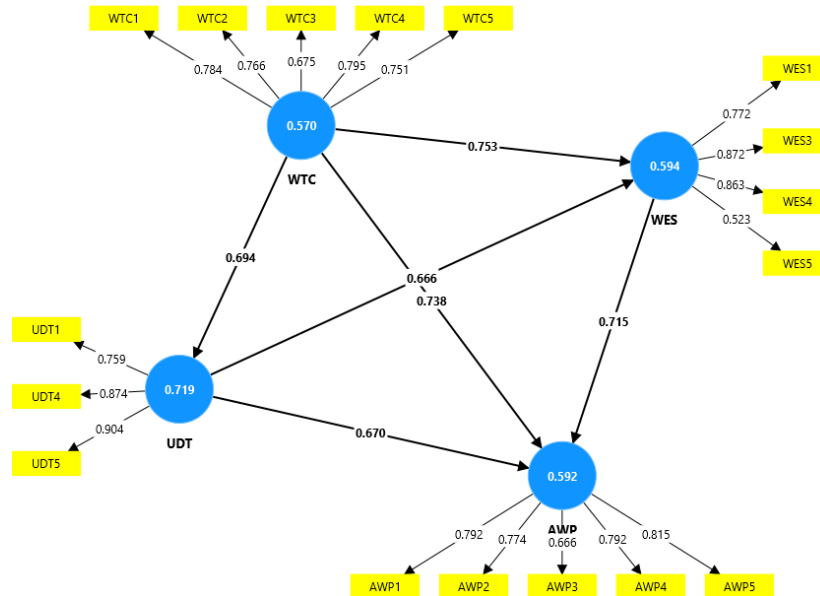 WTC1
WTC2
WTC3
WTC4
WTC5
0.784
0.766
0.675
0.795
0.751
0.570
WTC
0.753
WES1
0.772
WES3
0.872
0.594
0.863
WES4
WES
0.523
WES5
0.694
0.666
0.738
0.715
UDT1
0.759
UDT4
0.874
0.719
0.904
UDT
UDT5
0.670
0.592
AWP
0.792
0.774
0.666
0.792
0.815
AWP1
AWP2
AWP3
AWP4
AWP5